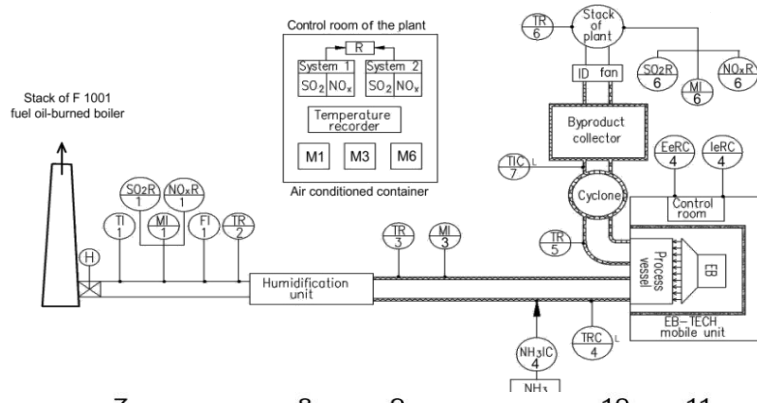 Control room of the plant
R
System 1
System 2
SO2 NOx
SO2 NOx
Temperature
recorder
M1
M3
M6
Air conditioned container
Stack of F 1001
fuel oil-burned boiler
H
TI
1
SO2R
1
MI
1
NOxR
1
FI
1
TR
2
Humidification
unit
TR
3
MI
3
NH3IC
4
NH3
TRC
4
L
TR
5
Cyclone
TIC
7
L
Byproduct
collector
ID fan
Stack
of
plant
TR
6
SO2R
6
MI
6
NOxR
6
EeRC
4
IeRC
4
Control
room
Process
vessel
EB
EB-TECH
mobile unit
8